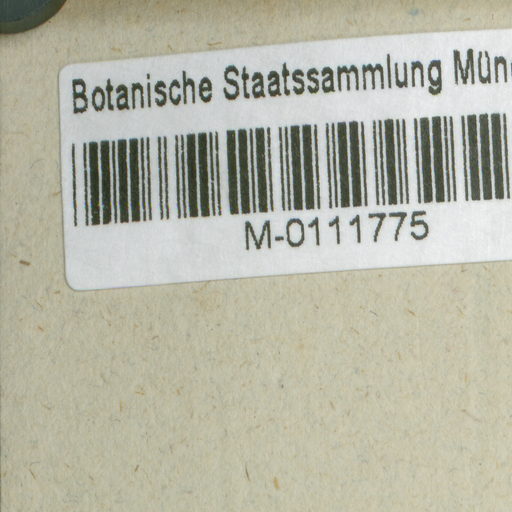 Botanische Staatssammlung Mün
M-0111775